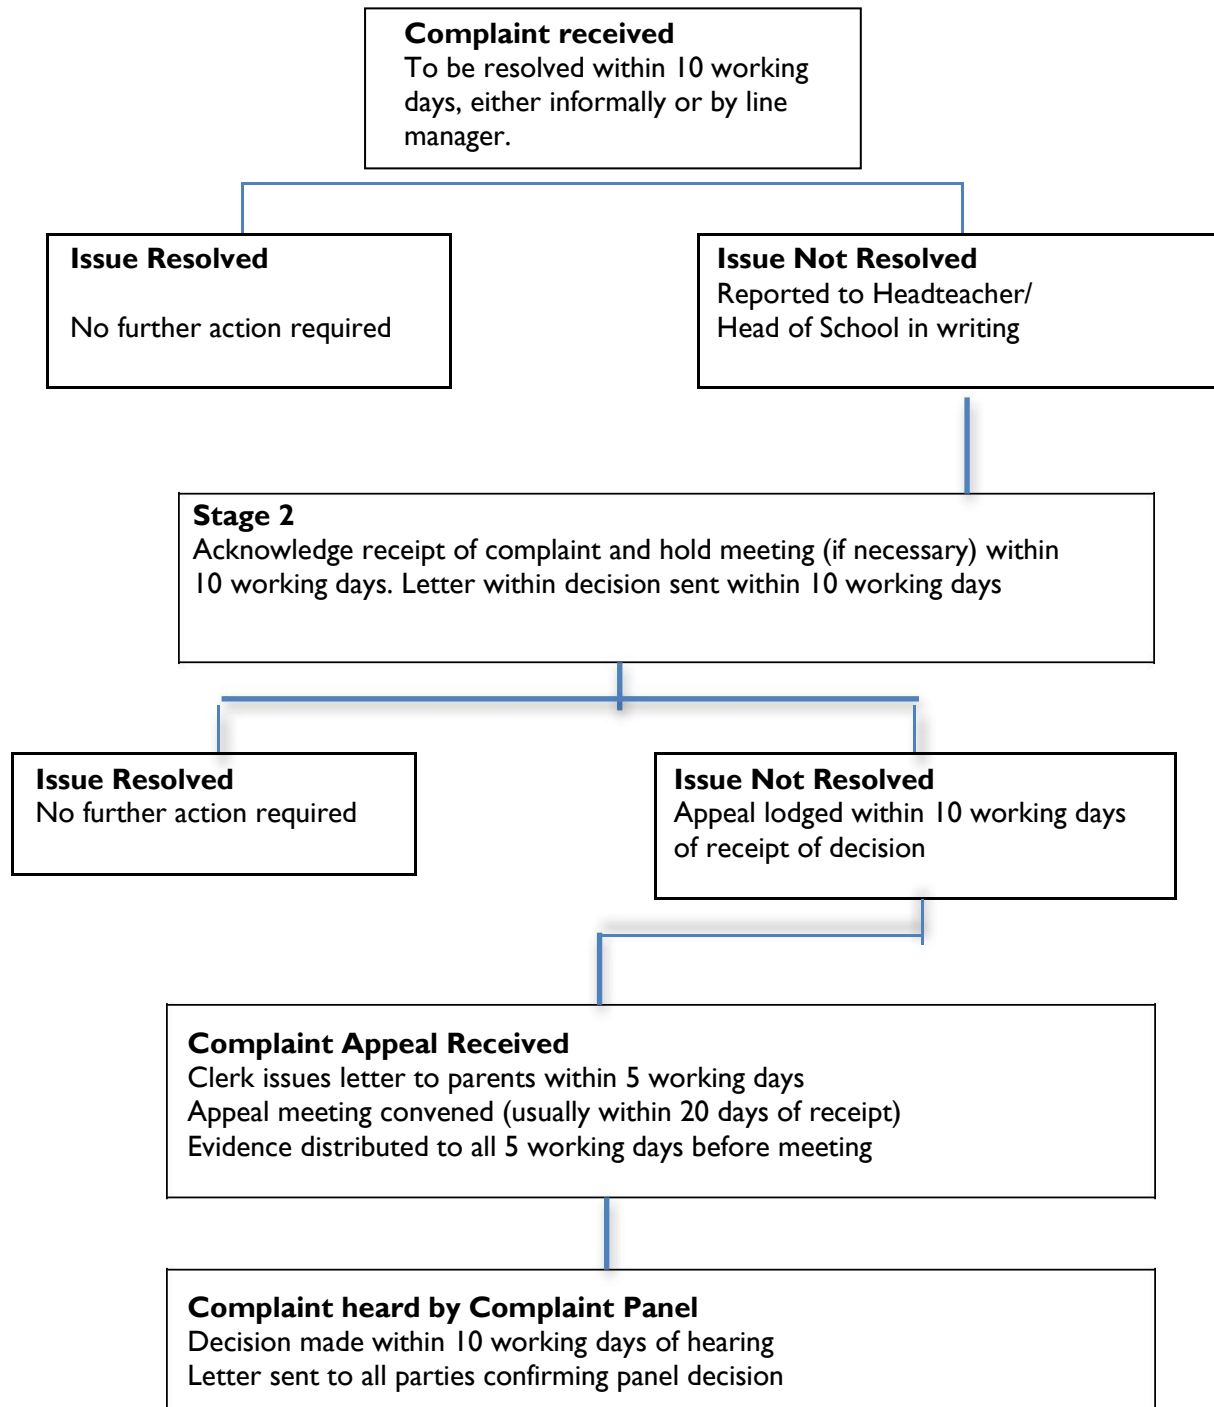 Complaint received
To be resolved within 10 working
days, either informally or by line
manager.
Issue Resolved
No further action required
Issue Not Resolved
Reported to Headteacher/
Head of School in writing
Stage 2
Acknowledge receipt of complaint and hold meeting (if necessary) within
10 working days. Letter within decision sent within 10 working days
Issue Resolved
No further action required
Issue Not Resolved
Appeal lodged within 10 working days
of receipt of decision
Complaint Appeal Received
Clerk issues letter to parents within 5 working days
Appeal meeting convened (usually within 20 days of receipt)
Evidence distributed to all 5 working days before meeting
Complaint heard by Complaint Panel
Decision made within 10 working days of hearing
Letter sent to all parties confirming panel decision